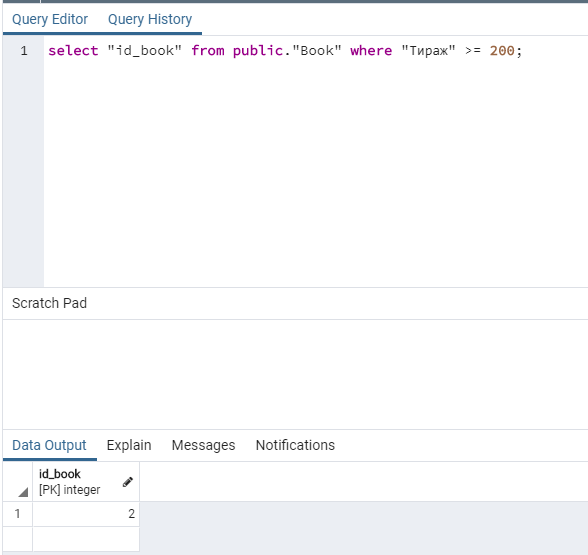 Query Editor Query History
1 select "id_book" from public."Book" where "Тираж" >= 200;
Scratch Pad
Data Output Explain Messages Notifications
id_book
[PK] integer
1 2